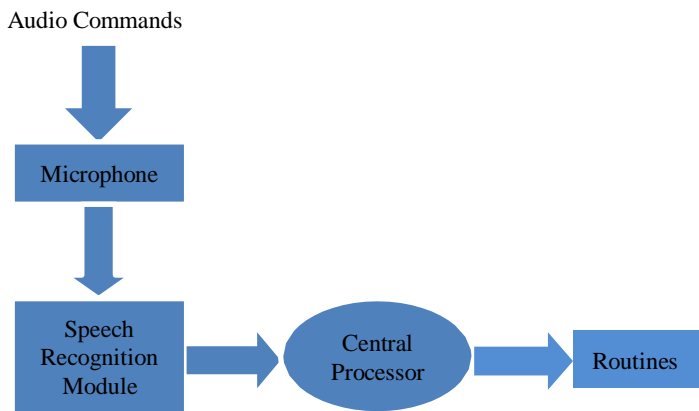 Audio Commands
Microphone
Speech
Recognition
Module
Central
Processor
Routines